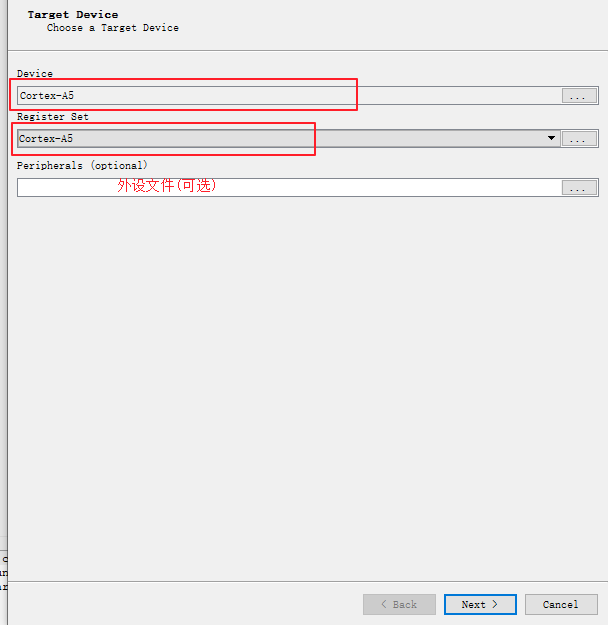 Target Device
Choose a Target Device
Device
Cortex-A5
...
Register Set
Cortex-A5
...
Peripherals (optional)
外设文件(可选)
...
< Back
Next >
Cancel